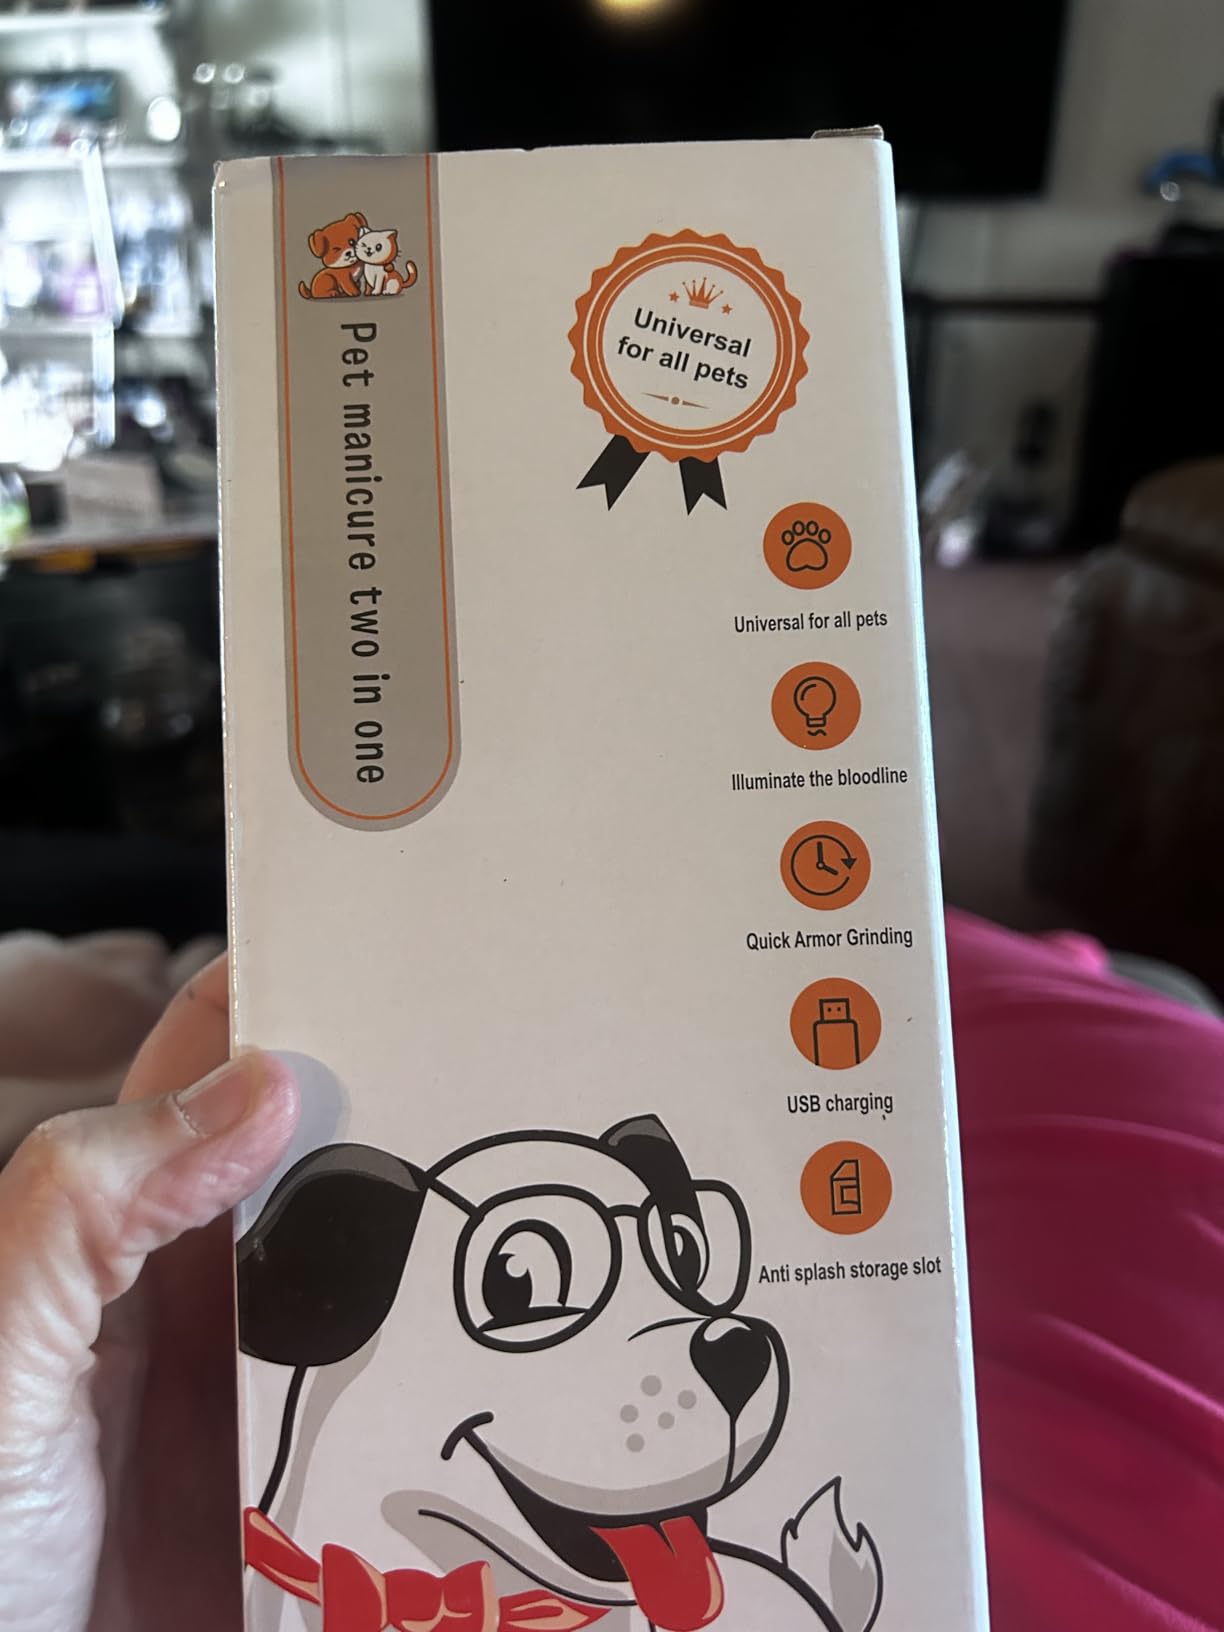 Pet manicure two in one
Universal
for all pets
Universal for all pets
Illuminate the bloodline
Quick Armor Grinding
USB charging
Anti splash storage slot